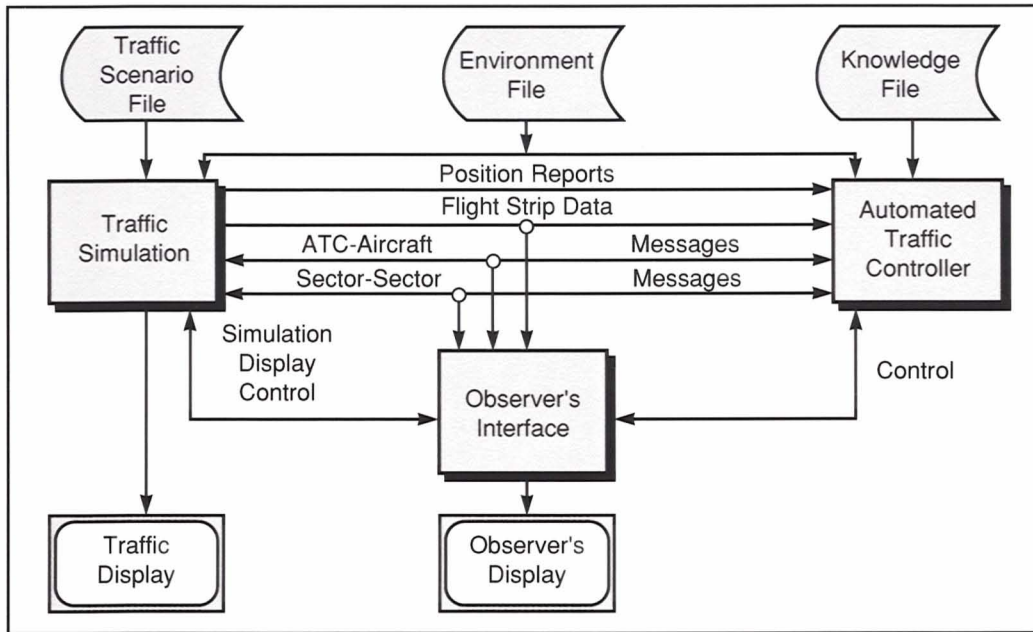 Traffic
Scenario
File
Environment
File
Knowledge
File
Position Reports
Flight Strip Data
ATC-Aircraft Messages
Sector-Sector Messages
Traffic
Simulation
Automated
Traffic
Controller
Simulation
Display
Control
Control
Observer's
Interface
Traffic
Display
Observer's
Display